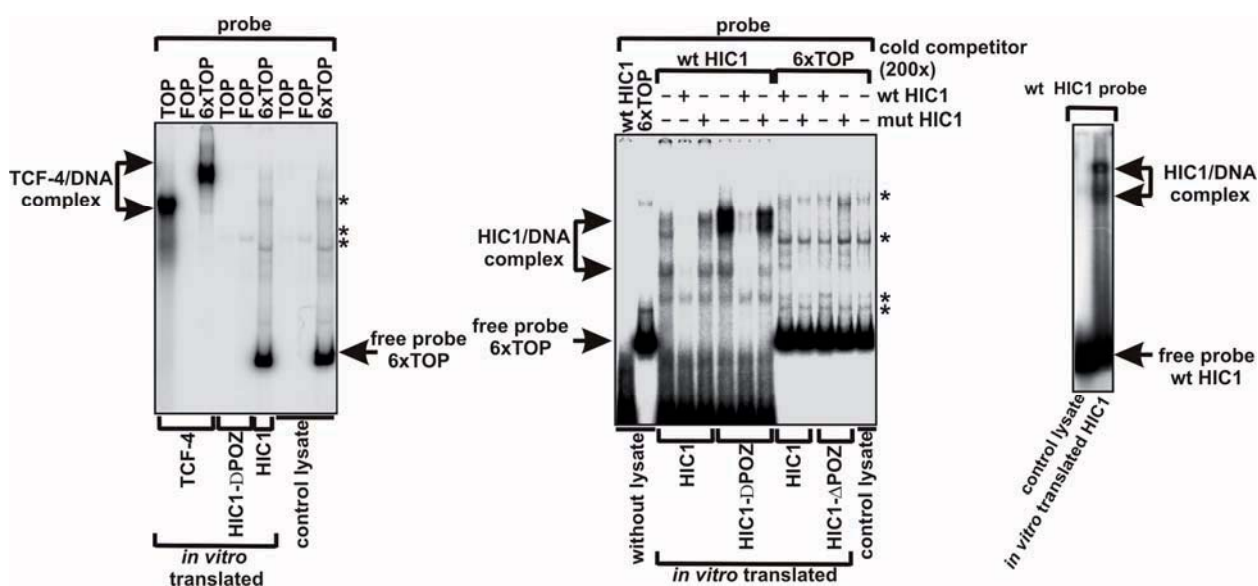 probe
TOP
FOP
6xTOP
TOP
FOP
6xTOP
TOP
FOP
6xTOP
TCF-4/DNA
complex
*
*
*
free probe
6xTOP
TCF-4
HIC1-DPOZ
HIC1
control lysate
in vitro
translated
probe
wt HIC1
6xTOP
cold competitor
(200x)
wt HIC1
6xTOP
– + – – + – + – + – –
wt HIC1
– – + – – + – + – + –
mut HIC1
HIC1/DNA
complex
*
*
*
*
free probe
6xTOP
without lysate
HIC1
HIC1-DPOZ
HIC1
HIC1-ΔPOZ
control lysate
in vitro translated
wt HIC1 probe
HIC1/DNA
complex
free probe
wt HIC1
control lysate
in vitro translated HIC1